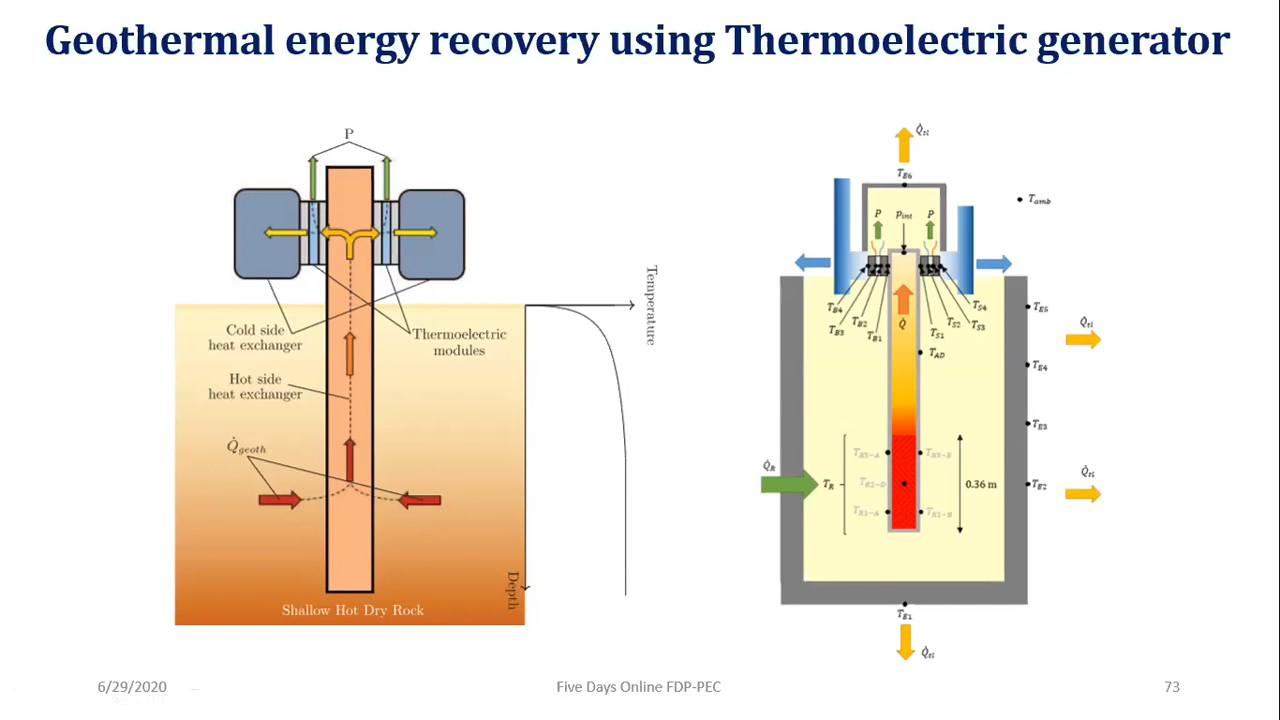 Geothermal energy recovery using Thermoelectric generator
P
Temperature
Cold side
heat exchanger
Thermoelectric
modules
Hot side
heat exchanger
Q̇geoth
Depth
Shallow Hot Dry Rock
Q̇tl
TE6
Tamb
P
Pint
P
TB4
TB3
TB2
TB1
TS4
TS3
TS2
TS1
Q̇
TAD
TE5
Q̇tl
TE4
TE3
Q̇R
TR
0.36 m
TE2
Q̇tl
TE1
Q̇tl
6/29/2020
Five Days Online FDP-PEC
73